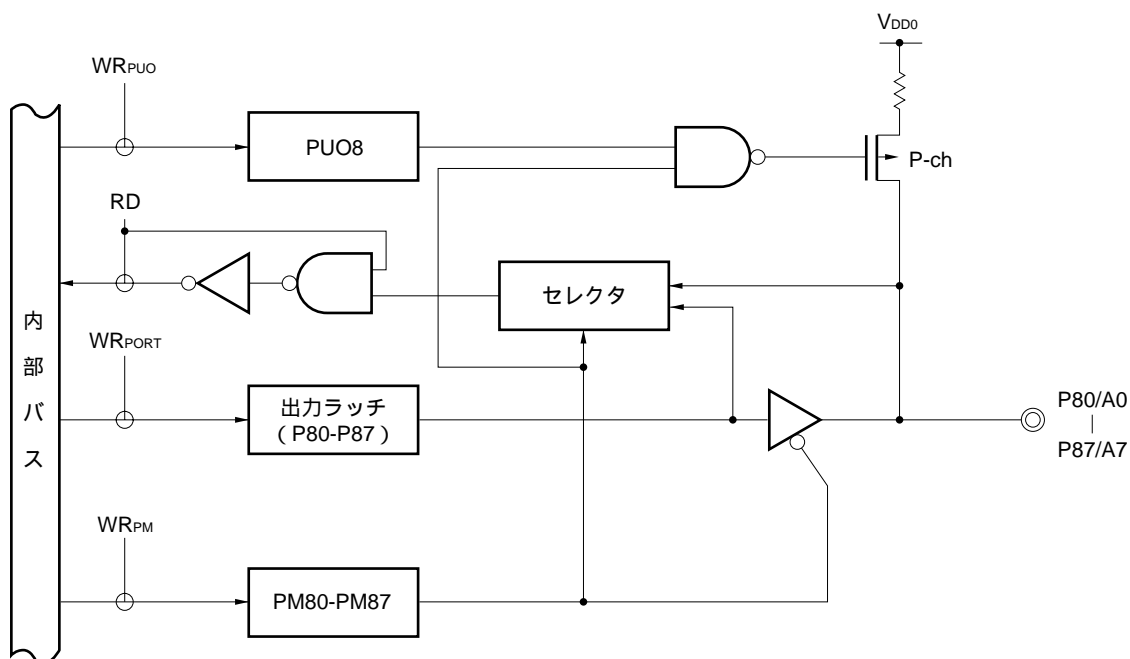 VDD0
WRPUO
PUO8
P-ch
RD
セレクタ
内部バス
WRPORT
出力ラッチ
(P80-P87)
P80/A0
P87/A7
WRPM
PM80-PM87